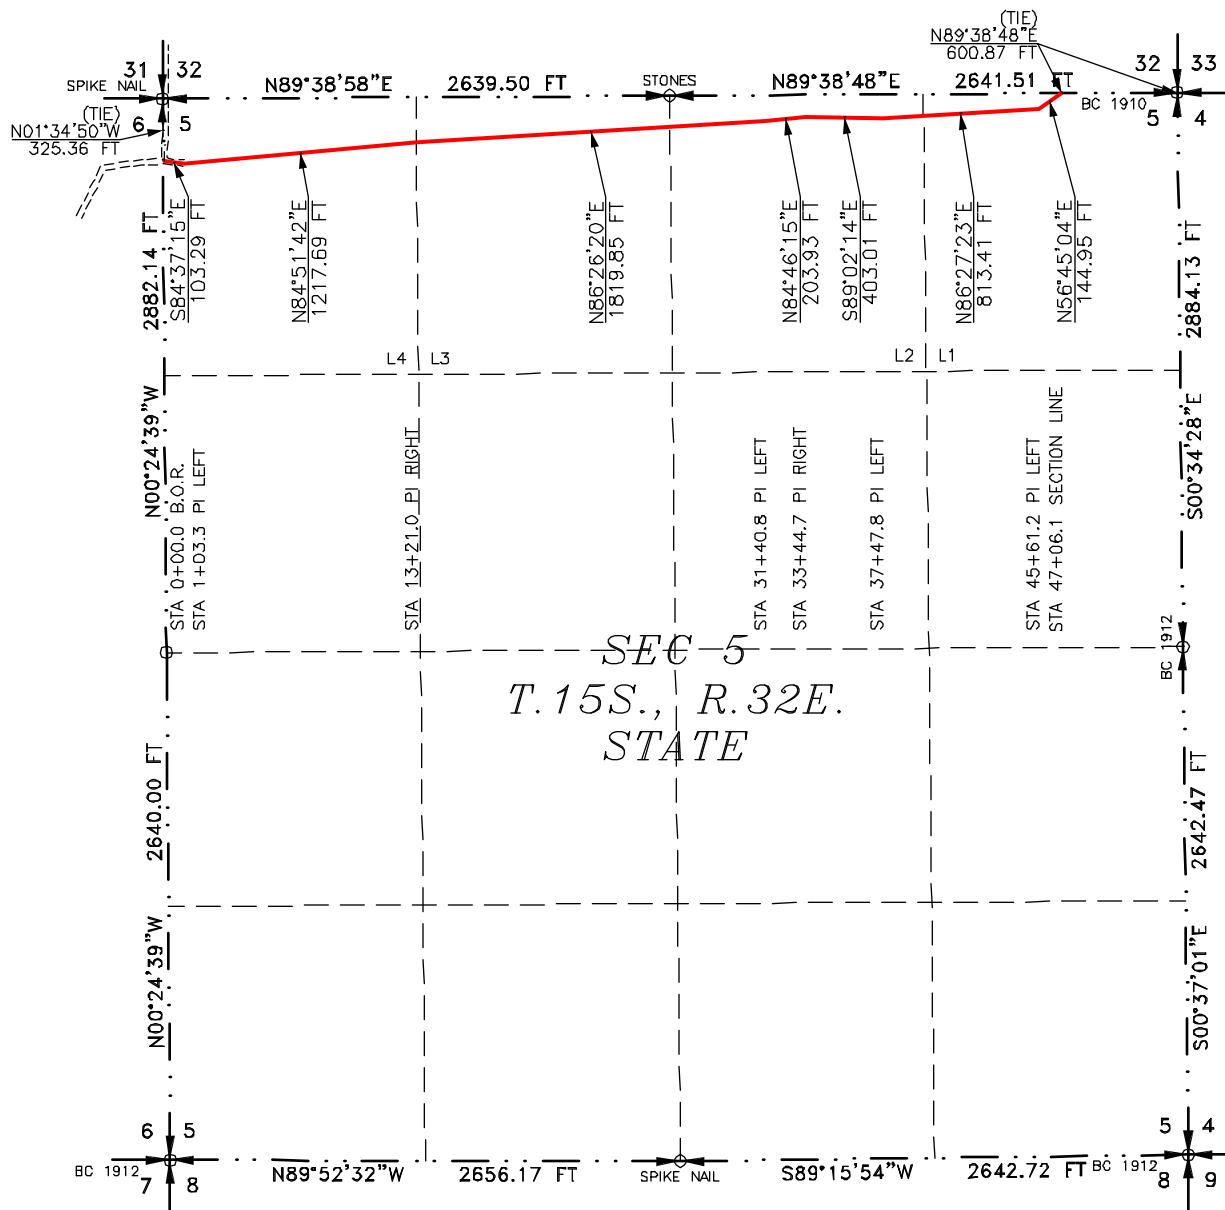 (TIE)
N89°38'48"E
600.87 FT
31 32
SPIKE NAIL
N89°38'58"E 2639.50 FT
STONES
N89°38'48"E 2641.51 FT
32 33
BC 1910
(TIE)
N01°34'50"W
325.36 FT
6 5
5 4
2882.14 FT
S84°37'15"E
103.29 FT
N84°51'42"E
1217.69 FT
N86°26'20"E
1819.85 FT
N84°46'15"E
203.93 FT
S89°02'14"E
403.01 FT
N86°27'23"E
813.41 FT
N56°45'04"E
144.95 FT
2884.13 FT
L4 L3
L2 L1
N00°24'39"W
STA 0+00.0 B.O.R.
STA 1+03.3 PI LEFT
STA 13+21.0 PI RIGHT
STA 31+40.8 PI LEFT
STA 33+44.7 PI RIGHT
STA 37+47.8 PI LEFT
STA 45+61.2 PI LEFT
STA 47+06.1 SECTION LINE
S00°34'28"E
BC 1912
SEC 5
T.15S., R.32E.
STATE
2640.00 FT
2642.47 FT
N00°24'39"W
S00°37'01"E
6 5
5 4
BC 1912
N89°52'32"W 2656.17 FT
SPIKE NAIL
S89°15'54"W 2642.72 FT
BC 1912
7 8
8 9